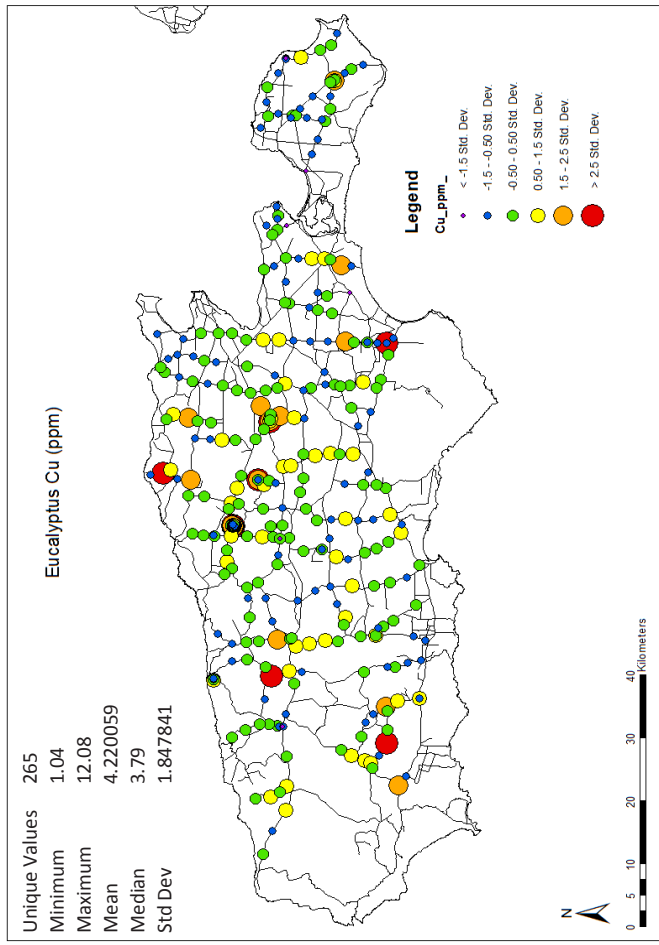 Unique Values 265
Minimum 1.04
Maximum 12.08
Mean 4.220059
Median 3.79
Std Dev 1.847841
Eucalyptus Cu (ppm)
Legend
Cu_ppm_
< -1.5 Std. Dev.
-1.5 - -0.50 Std. Dev.
-0.50 - 0.50 Std. Dev.
0.50 - 1.5 Std. Dev.
1.5 - 2.5 Std. Dev.
> 2.5 Std. Dev.
N
0 5 10 20 30 40
Kilometers